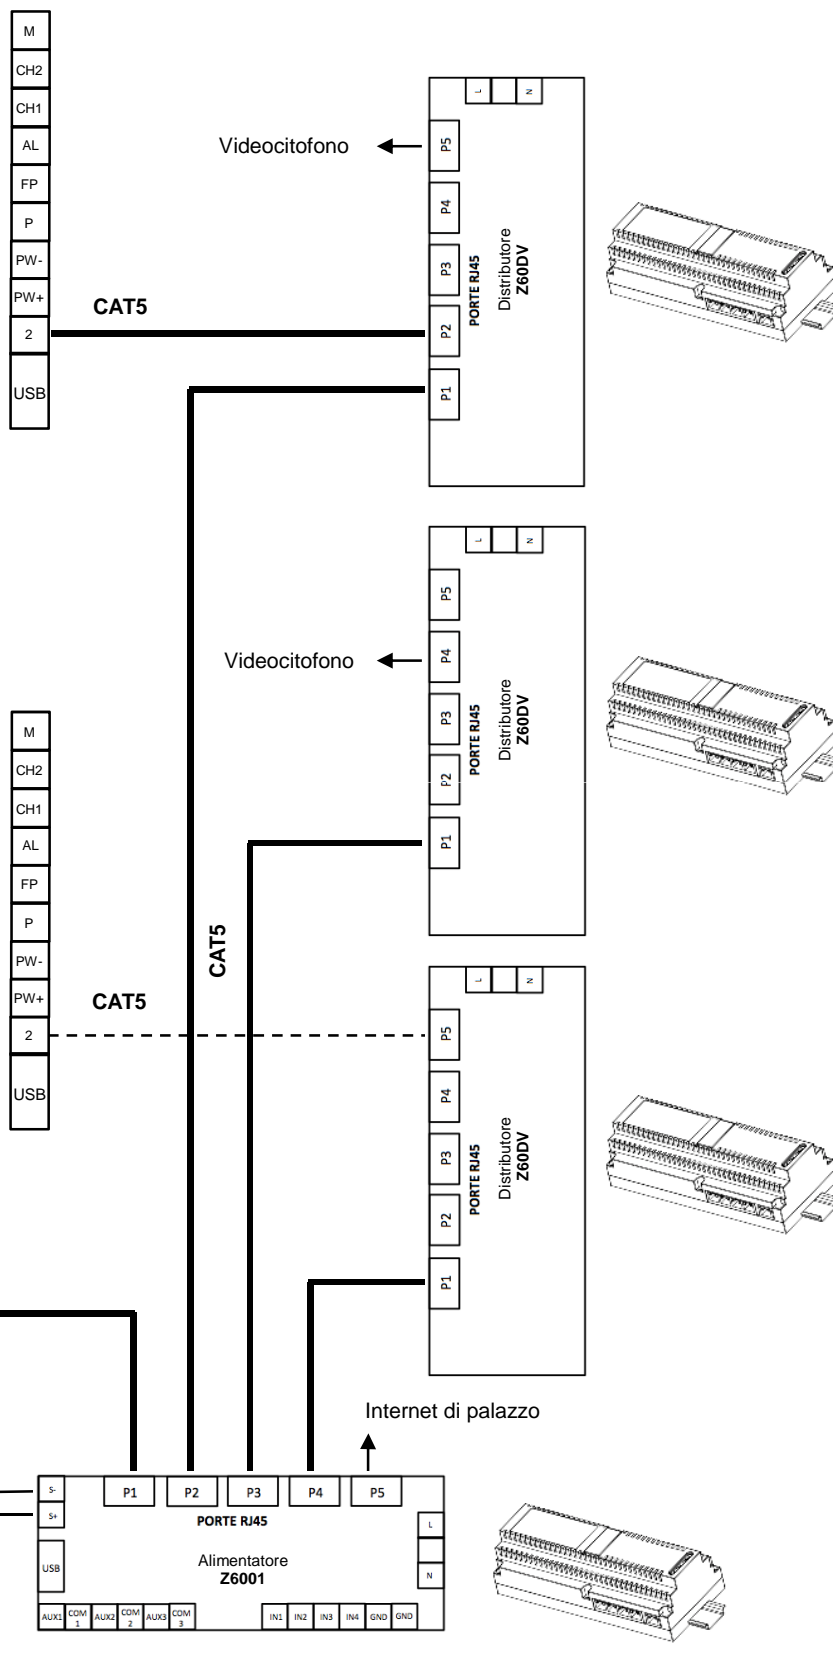 M
CH2
CH1
AL
FP
P
PW-
PW+
2
USB
CAT5
Videocitofono
L
N
P5
P4
P3
P2
P1
PORTE RJ45
Distributore
Z60DV
L
N
P5
P4
P3
P2
P1
PORTE RJ45
Distributore
Z60DV
Videocitofono
M
CH2
CH1
AL
FP
P
PW-
PW+
2
USB
CAT5
CAT5
L
N
P5
P4
P3
P2
P1
PORTE RJ45
Distributore
Z60DV
Internet di palazzo
S-
S+
USB
P1
P2
P3
P4
P5
PORTE RJ45
Alimentatore
Z6001
L
N
AUX1
COM 1
AUX2
COM 2
AUX3
COM 3
IN1
IN2
IN3
IN4
GND
GND